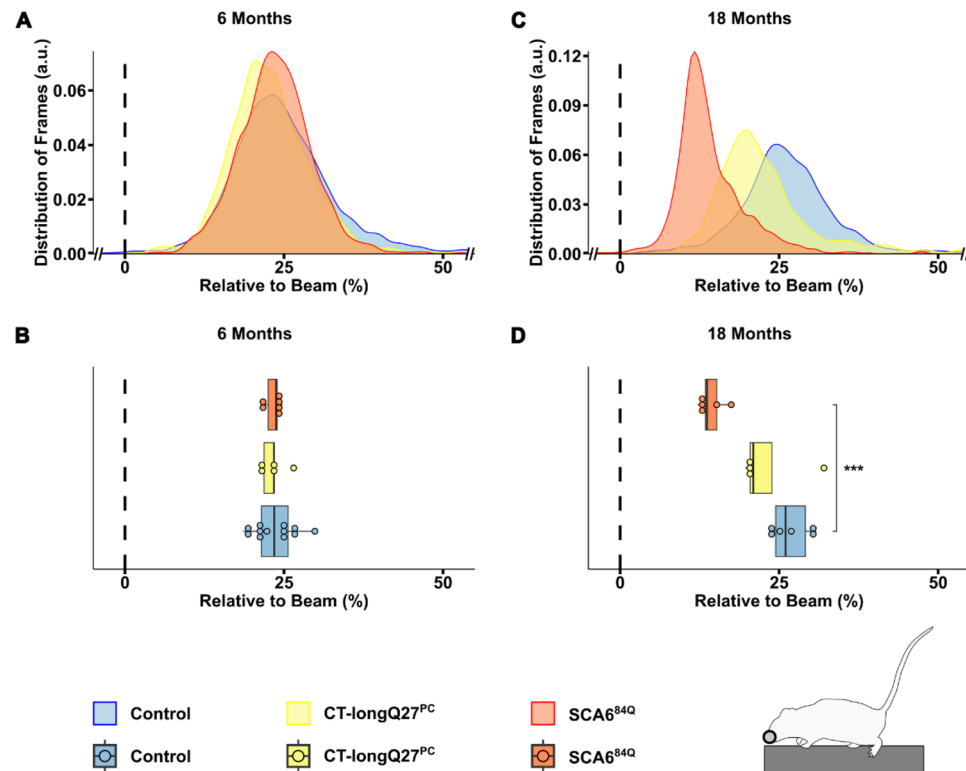 A
6 Months
Distribution of Frames (a.u.)
0.06
0.04
0.02
0.00
0
25
50
Relative to Beam (%)
C
18 Months
Distribution of Frames (a.u.)
0.12
0.09
0.06
0.03
0.00
0
25
50
Relative to Beam (%)
B
6 Months
0
25
50
Relative to Beam (%)
D
18 Months
***
0
25
50
Relative to Beam (%)
Control
CT-longQ27PC
SCA684Q
Control
CT-longQ27PC
SCA684Q